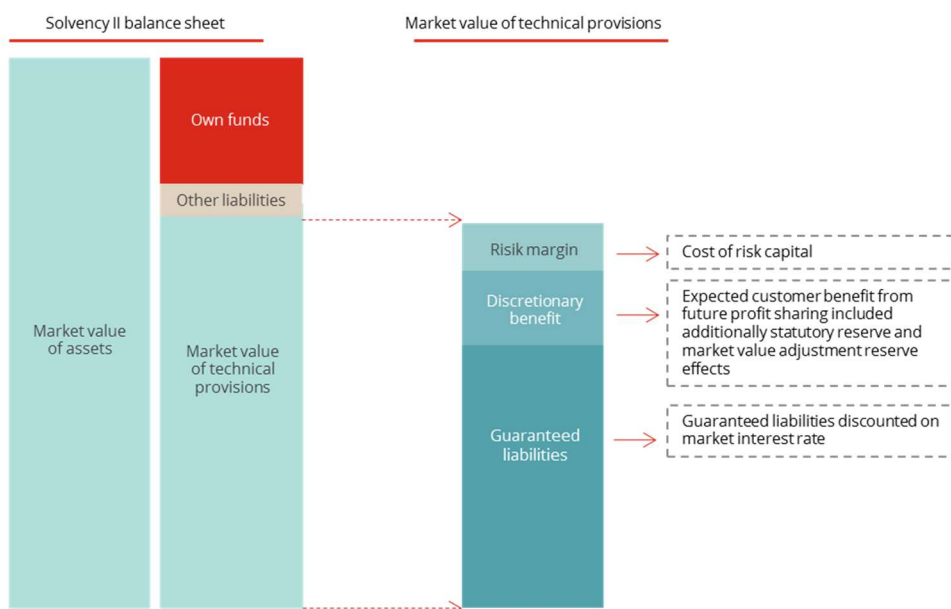 Solvency II balance sheet
Market value of technical provisions
Own funds
Other liabilities
Market value
of assets
Market value
of technical
provisions
Risik margin
Discretionary
benefit
Guaranteed
liabilities
Cost of risk capital
Expected customer benefit from
future profit sharing included
additionally statutory reserve and
market value adjustment reserve
effects
Guaranteed liabilities discounted on
market interest rate